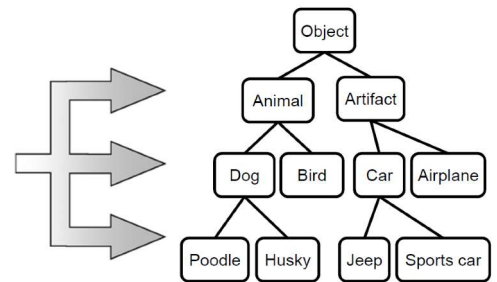 Object
Animal Artifact
Dog Bird Car Airplane
Poodle Husky Jeep Sports car